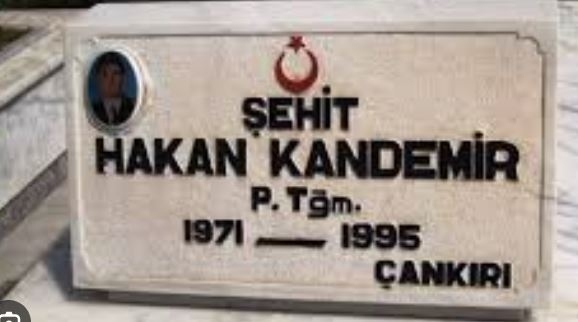 ŞEHİT
HAKAN KANDEMİR
P. Tğm.
1971 — 1995
ÇANKIRI